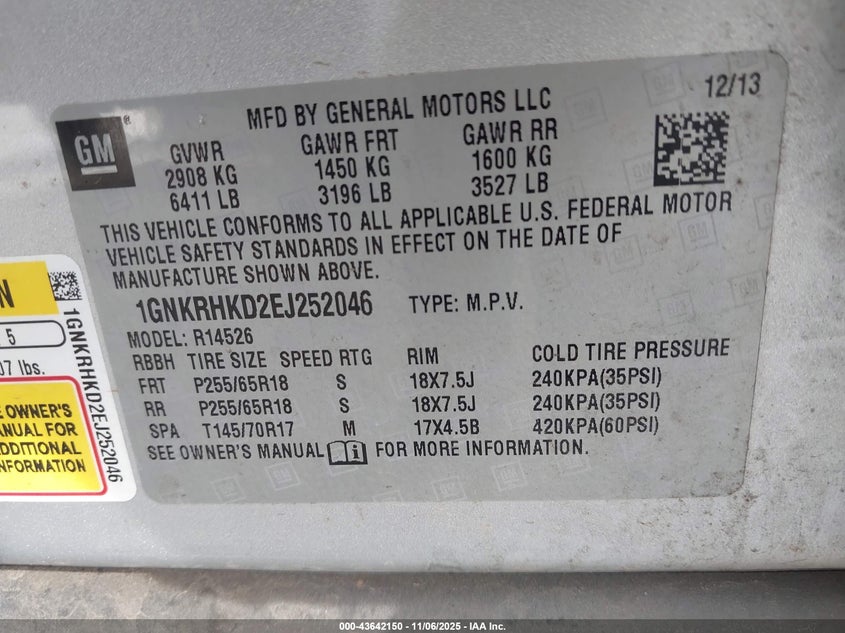 12/13
MFD BY GENERAL MOTORS LLC
GM
®
GVWR GAWR FRT GAWR RR
2908 KG 1450 KG 1600 KG
6411 LB 3196 LB 3527 LB
THIS VEHICLE CONFORMS TO ALL APPLICABLE U.S. FEDERAL MOTOR
VEHICLE SAFETY STANDARDS IN EFFECT ON THE DATE OF
MANUFACTURE SHOWN ABOVE.
1GNKRHKD2EJ252046 TYPE: M.P.V.
MODEL: R14526
RBBH TIRE SIZE SPEED RTG RIM COLD TIRE PRESSURE
FRT P255/65R18 S 18X7.5J 240KPA(35PSI)
RR P255/65R18 S 18X7.5J 240KPA(35PSI)
SPA T145/70R17 M 17X4.5B 420KPA(60PSI)
SEE OWNER'S MANUAL i FOR MORE INFORMATION.
N
5
07 lbs.
E OWNER'S
ANUAL FOR
ADDITIONAL
NFORMATION
1GNKRHKD2EJ252046
000-43642150 - 11/06/2025 - IAA Inc.